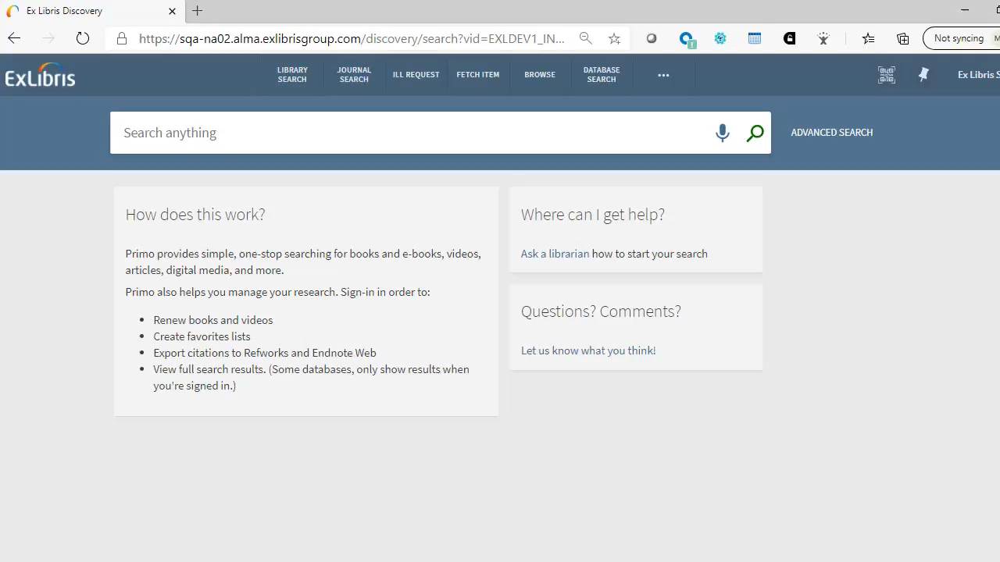 Ex Libris Discovery
https://sqa-na02.alma.exlibrisgroup.com/discovery/search?vid=EXLDEV1_IN...
Not syncing
ExLibris
LIBRARY
SEARCH
JOURNAL
SEARCH
ILL REQUEST
FETCH ITEM
BROWSE
DATABASE
SEARCH
...
Ex Libris S
Search anything
ADVANCED SEARCH
How does this work?
Primo provides simple, one-stop searching for books and e-books, videos,
articles, digital media, and more.
Primo also helps you manage your research. Sign-in in order to:
• Renew books and videos
• Create favorites lists
• Export citations to Refworks and Endnote Web
• View full search results. (Some databases, only show results when
you're signed in.)
Where can I get help?
Ask a librarian how to start your search
Questions? Comments?
Let us know what you think!